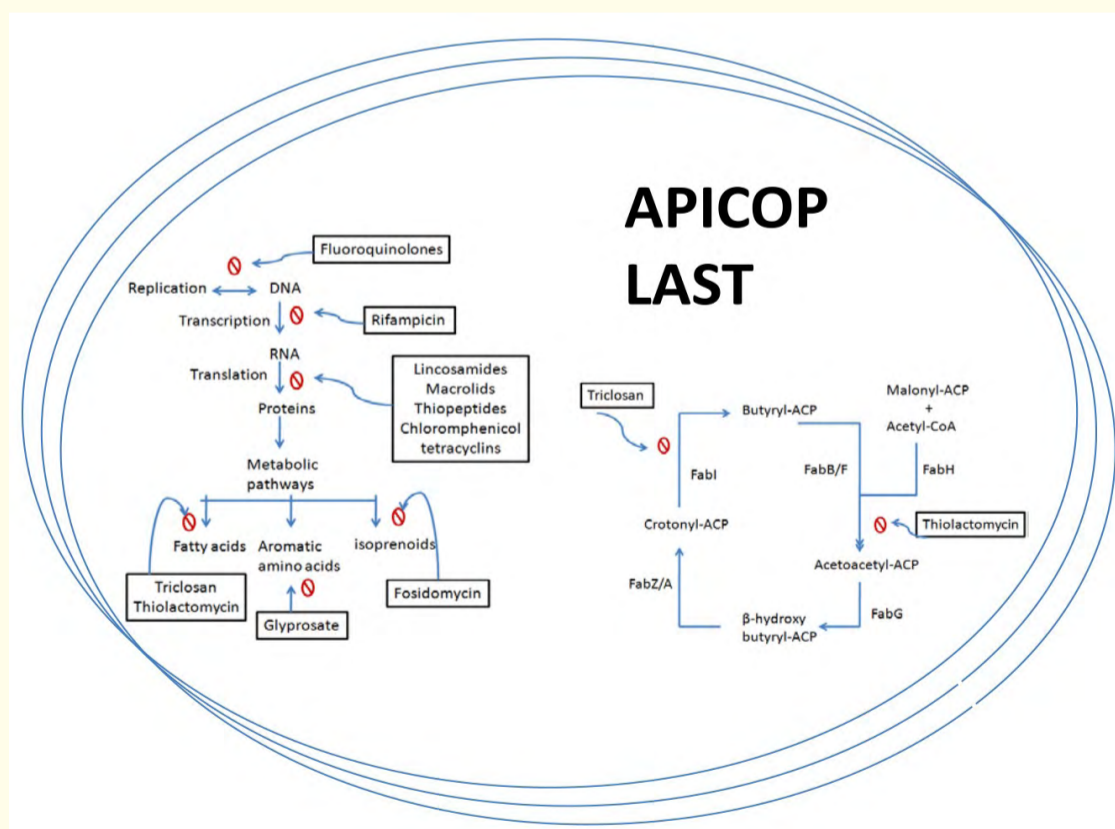 APICOP
LAST
Fluoroquinolones
Replication
DNA
Transcription
Rifampicin
RNA
Translation
Lincosamides
Macrolids
Thiopeptides
Chloromphenicol
tetracyclins
Proteins
Metabolic
pathways
Fatty acids
Aromatic
amino acids
isoprenoids
Triclosan
Thiolactomycin
Glyprosate
Fosidomycin
Triclosan
Butyryl-ACP
Malonyl-ACP
+
Acetyl-CoA
FabI
FabB/F
FabH
Crotonyl-ACP
Thiolactomycin
Acetoacetyl-ACP
FabZ/A
FabG
β-hydroxy
butyryl-ACP